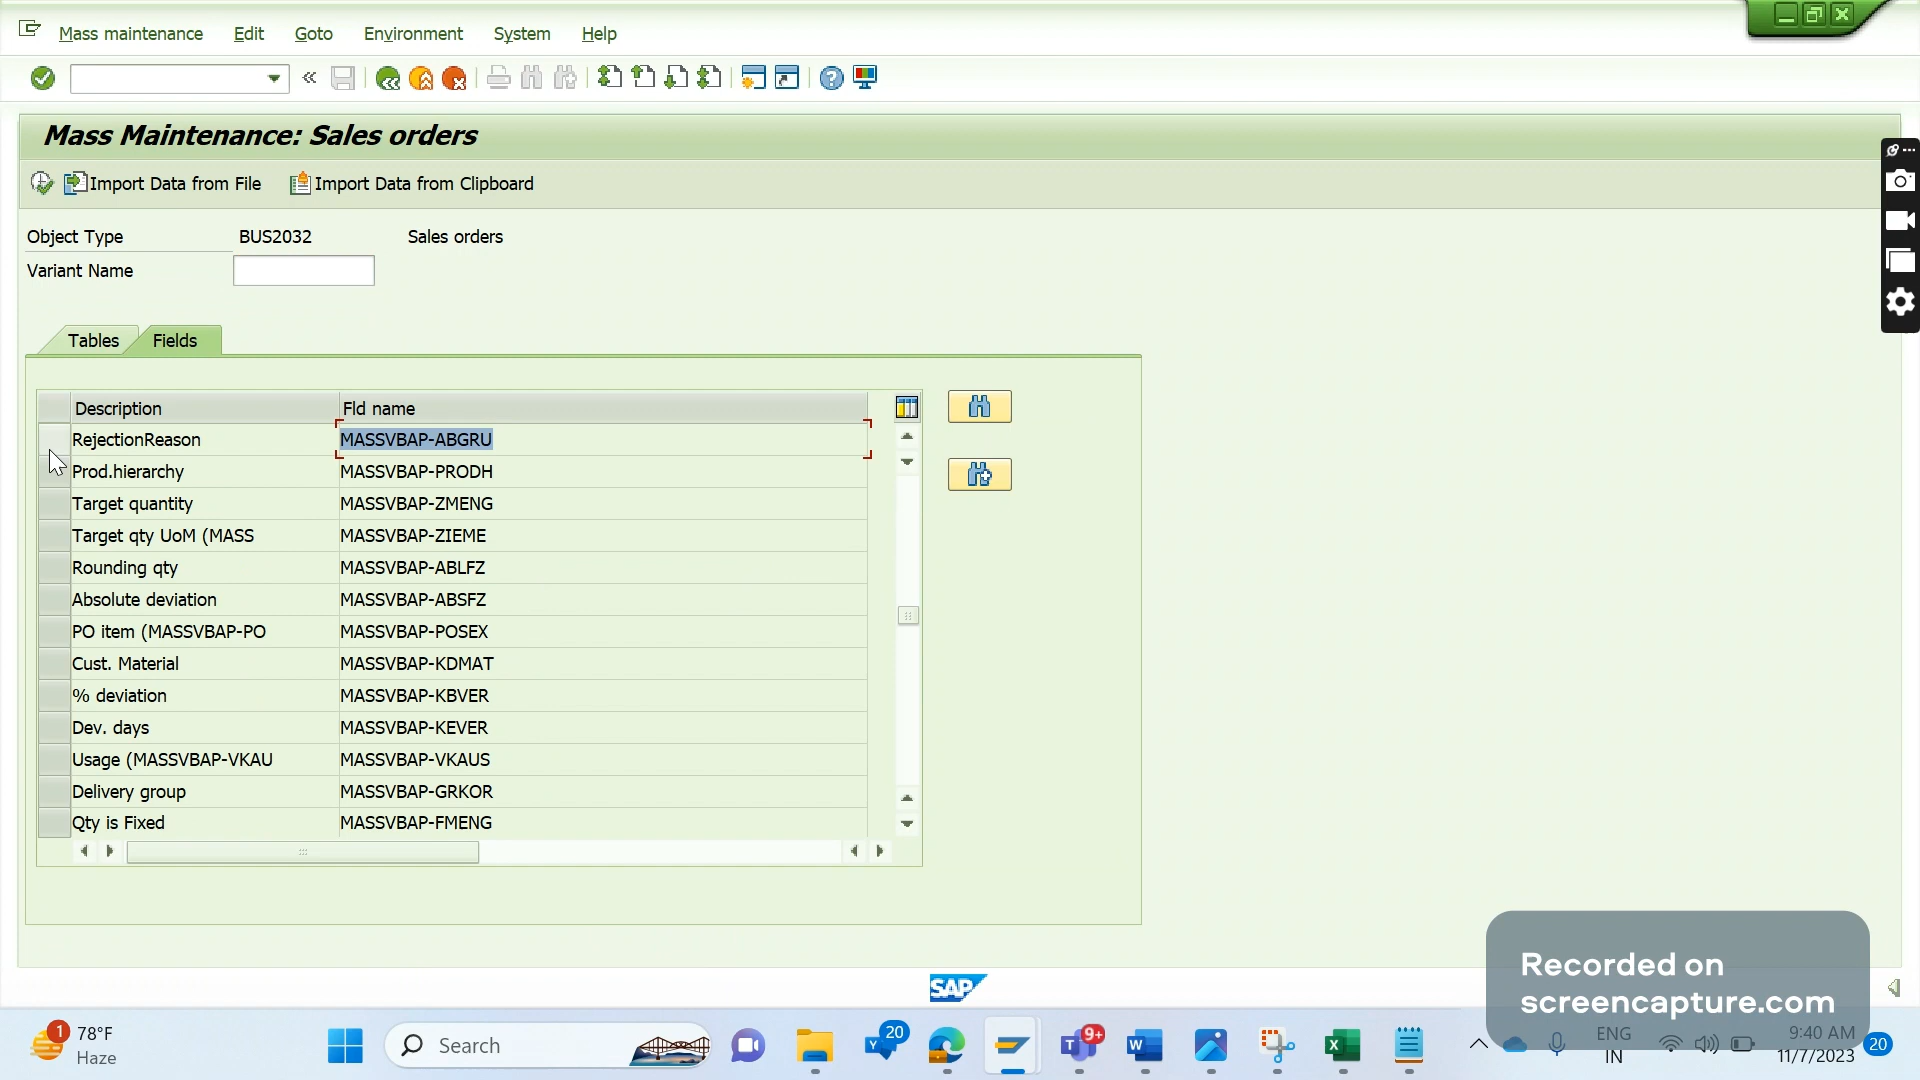 Mass maintenance Edit Goto Environment System Help
Mass Maintenance: Sales orders
Import Data from File Import Data from Clipboard
Object Type BUS2032 Sales orders
Variant Name
Tables Fields
Description Fld name
RejectionReason MASSVBAP-ABGRU
Prod.hierarchy MASSVBAP-PRODH
Target quantity MASSVBAP-ZMENG
Target qty UoM (MASS MASSVBAP-ZIEME
Rounding qty MASSVBAP-ABLFZ
Absolute deviation MASSVBAP-ABSFZ
PO item (MASSVBAP-PO MASSVBAP-POSEX
Cust. Material MASSVBAP-KDMAT
% deviation MASSVBAP-KBVER
Dev. days MASSVBAP-KEVER
Usage (MASSVBAP-VKAU MASSVBAP-VKAUS
Delivery group MASSVBAP-GRKOR
Qty is Fixed MASSVBAP-FMENG
SAP
Recorded on
screencapture.com
1 78°F
Haze
Search
20
9+
ENG
IN
9:40 AM
11/7/2023
20